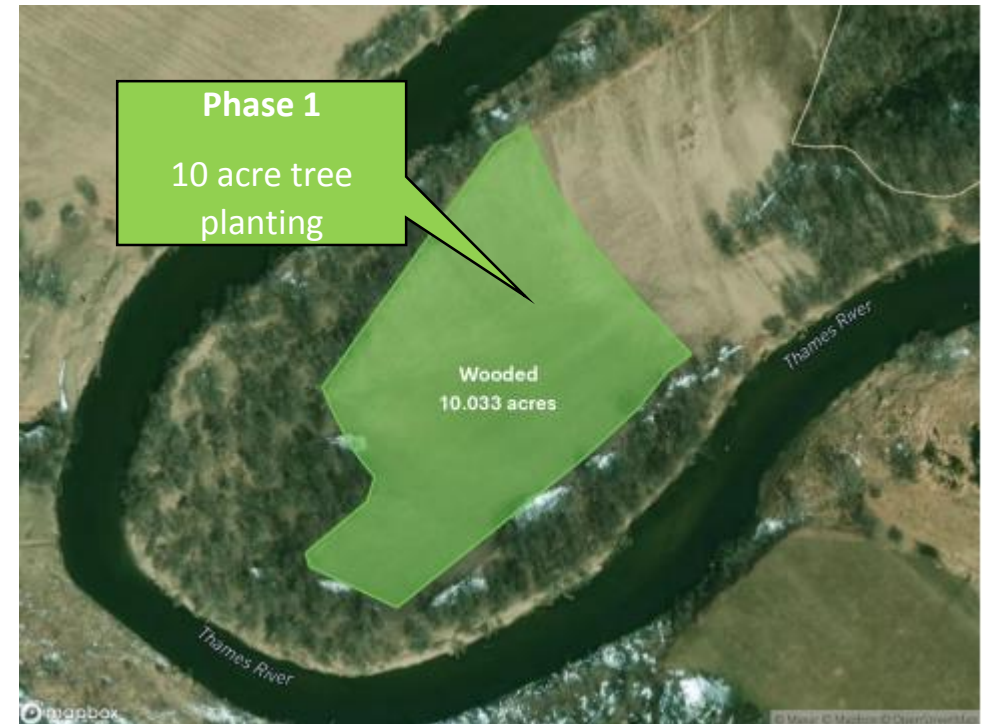 Phase 1
10 acre tree
planting
Thames River
Wooded
10.033 acres
Thames River
mapbox